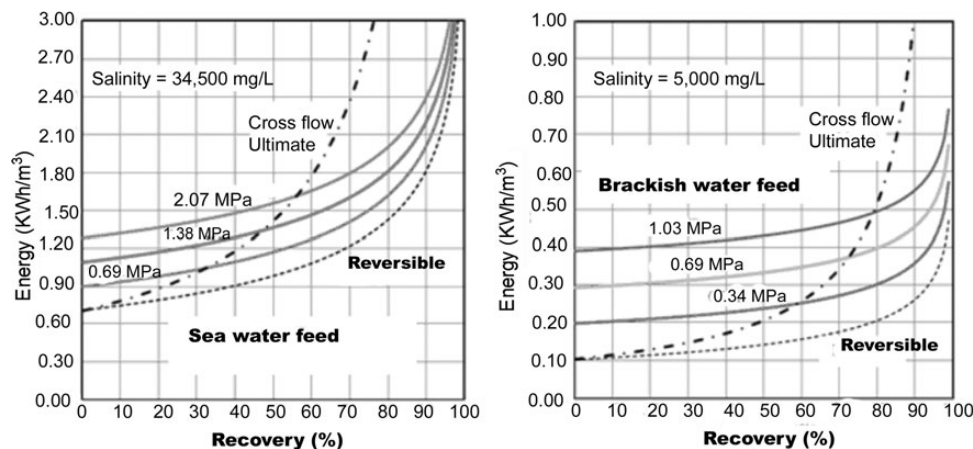 3.00
2.70
2.40
2.10
1.80
1.50
1.20
0.90
0.60
0.30
0.00
Energy (KWh/m³)
Salinity = 34,500 mg/L
Cross flow
Ultimate
2.07 MPa
1.38 MPa
0.69 MPa
Reversible
Sea water feed
0 10 20 30 40 50 60 70 80 90 100
Recovery (%)
1.00
0.90
0.80
0.70
0.60
0.50
0.40
0.30
0.20
0.10
0.00
Energy (KWh/m³)
Salinity = 5,000 mg/L
Cross flow
Ultimate
Brackish water feed
1.03 MPa
0.69 MPa
0.34 MPa
Reversible
0 10 20 30 40 50 60 70 80 90 100
Recovery (%)